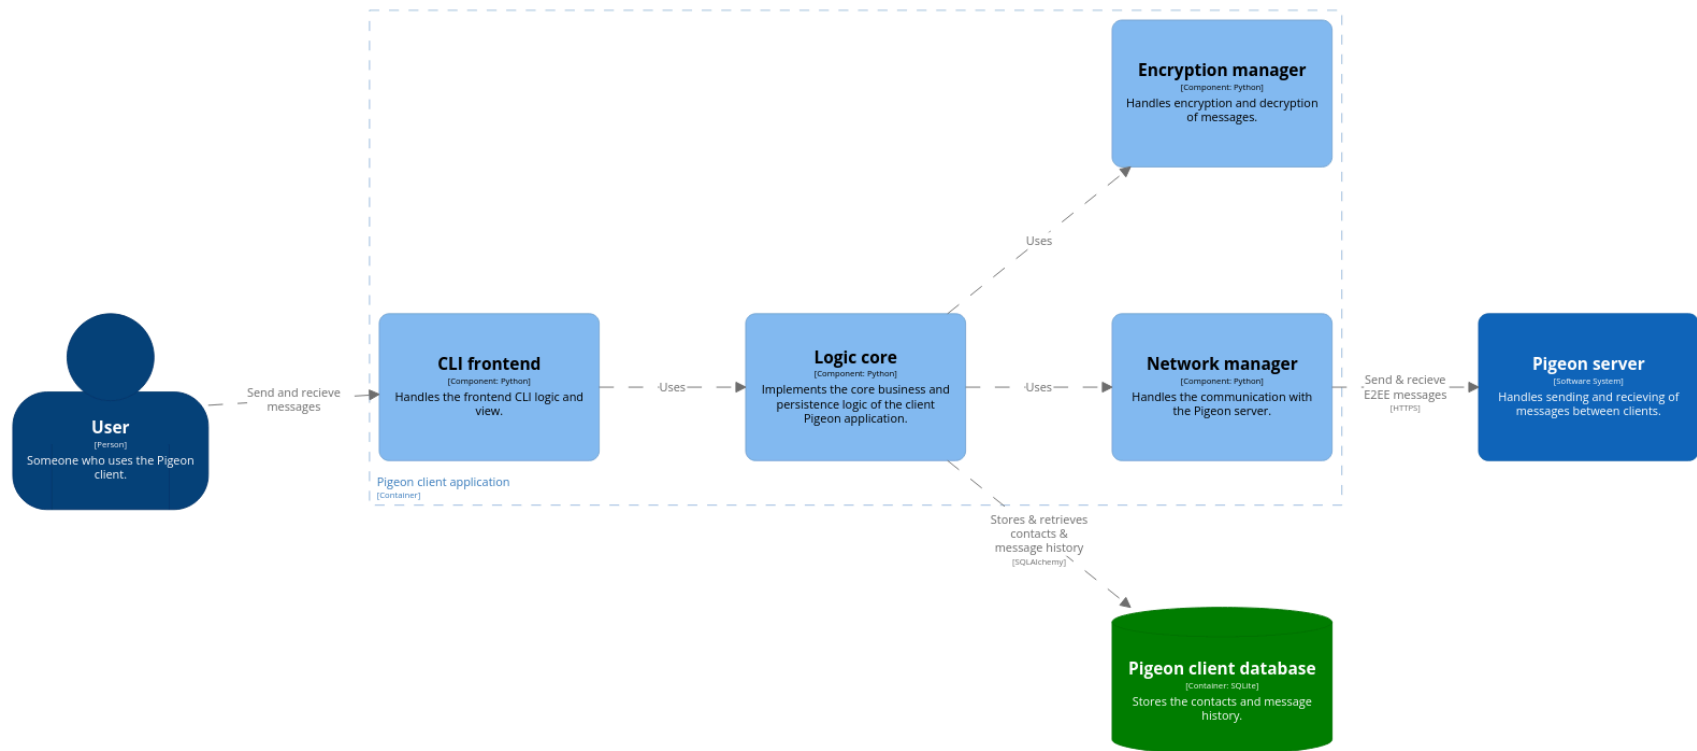 Encryption manager
[Component: Python]
Handles encryption and decryption
of messages.
Uses
User
[Person]
Someone who uses the Pigeon
client.
Send and recieve
messages
CLI frontend
[Component: Python]
Handles the frontend CLI logic and
view.
Uses
Logic core
[Component: Python]
Implements the core business and
persistence logic of the client
Pigeon application.
Uses
Network manager
[Component: Python]
Handles the communication with
the Pigeon server.
Send & recieve
E2EE messages
[HTTPS]
Pigeon server
[Software System]
Handles sending and recieving of
messages between clients.
Pigeon client application
[Container]
Stores & retrieves
contacts &
message history
[SQLAlchemy]
Pigeon client database
[Container: SQLite]
Stores the contacts and message
history.